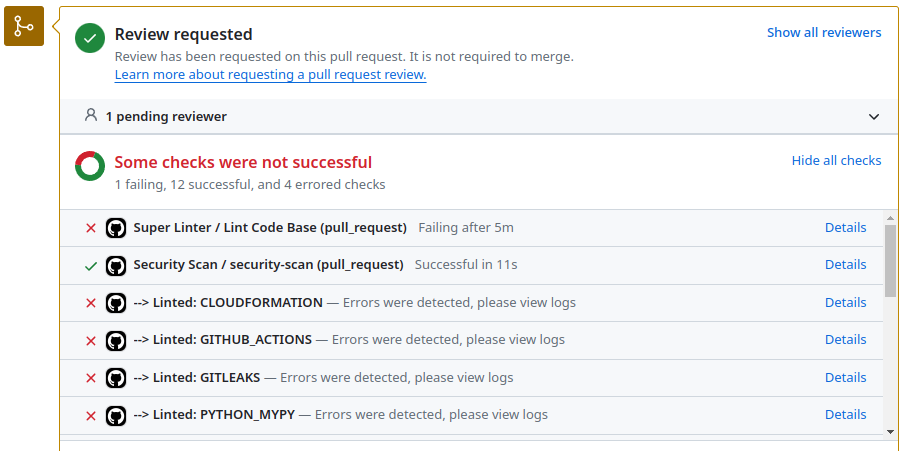 Review requested
Show all reviewers
Review has been requested on this pull request. It is not required to merge.
Learn more about requesting a pull request review.
1 pending reviewer
Some checks were not successful
Hide all checks
1 failing, 12 successful, and 4 errored checks
Super Linter / Lint Code Base (pull_request) Failing after 5m Details
Security Scan / security-scan (pull_request) Successful in 11s Details
--> Linted: CLOUDFORMATION — Errors were detected, please view logs Details
--> Linted: GITHUB_ACTIONS — Errors were detected, please view logs Details
--> Linted: GITLEAKS — Errors were detected, please view logs Details
--> Linted: PYTHON_MYPY — Errors were detected, please view logs Details